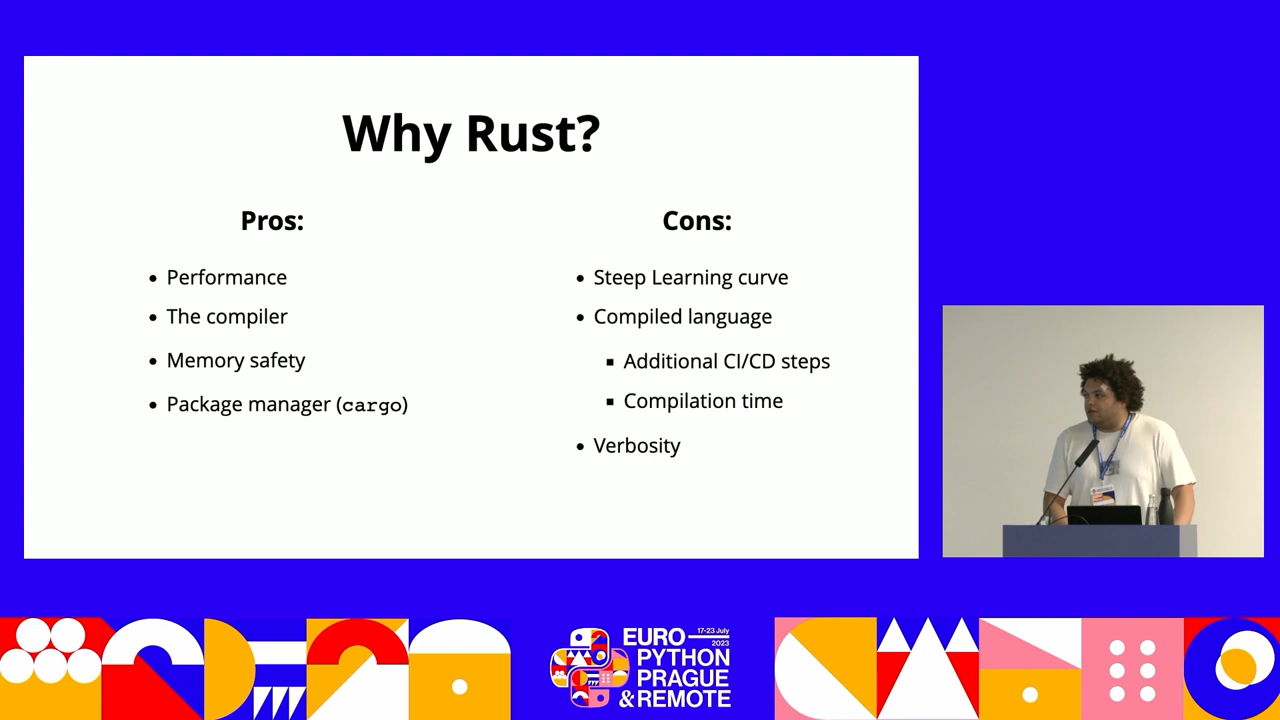 Why Rust?
Pros:
• Performance
• The compiler
• Memory safety
• Package manager (cargo)
Cons:
• Steep Learning curve
• Compiled language
▪ Additional CI/CD steps
▪ Compilation time
• Verbosity
EURO 17-23 July 2023
PYTHON
PRAGUE
& REMOTE